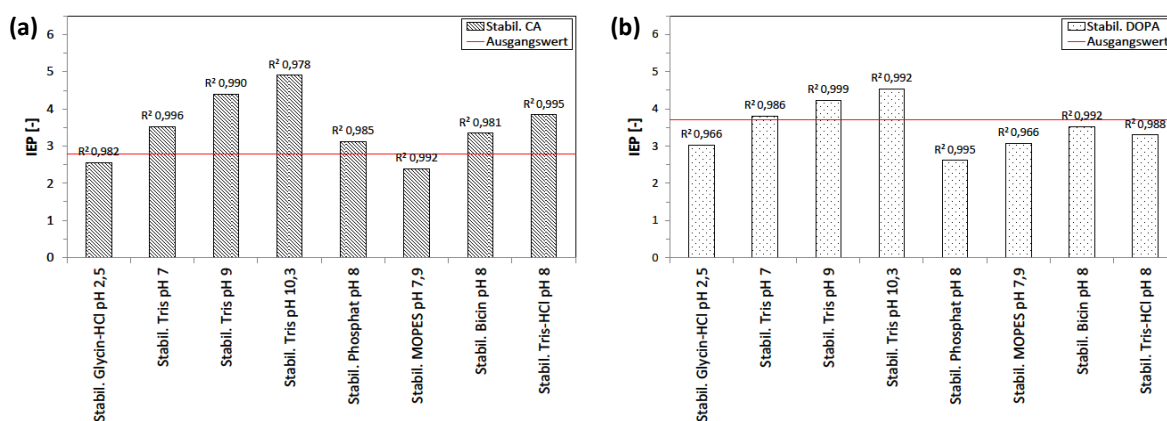 (a)
Stabil. CA
Ausgangswert
IEP [-]
6
5
4
3
2
1
0
R² 0,982
R² 0,996
R² 0,990
R² 0,978
R² 0,985
R² 0,992
R² 0,981
R² 0,995
Stabil. Glycin-HCl pH 2,5
Stabil. Tris pH 7
Stabil. Tris pH 9
Stabil. Tris pH 10,3
Stabil. Phosphat pH 8
Stabil. MOPES pH 7,9
Stabil. Bicin pH 8
Stabil. Tris-HCl pH 8
(b)
Stabil. DOPA
Ausgangswert
IEP [-]
6
5
4
3
2
1
0
R² 0,966
R² 0,986
R² 0,999
R² 0,992
R² 0,995
R² 0,966
R² 0,992
R² 0,988
Stabil. Glycin-HCl pH 2,5
Stabil. Tris pH 7
Stabil. Tris pH 9
Stabil. Tris pH 10,3
Stabil. Phosphat pH 8
Stabil. MOPES pH 7,9
Stabil. Bicin pH 8
Stabil. Tris-HCl pH 8